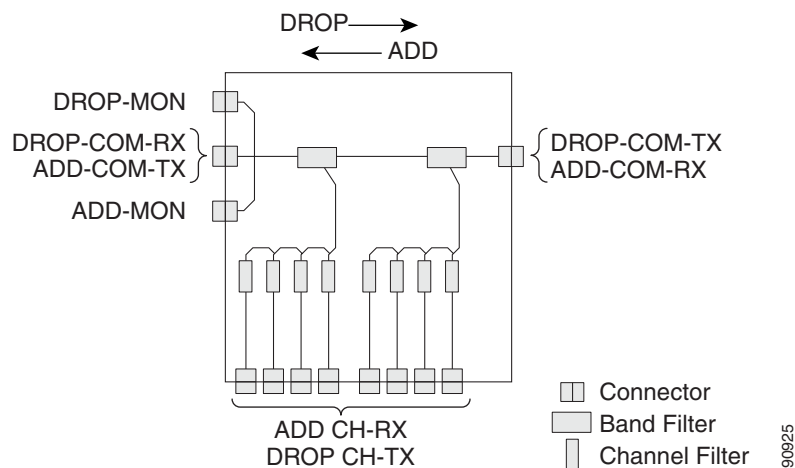 DROP
ADD
DROP-MON
DROP-COM-RX
ADD-COM-TX
ADD-MON
DROP-COM-TX
ADD-COM-RX
ADD CH-RX
DROP CH-TX
Connector
Band Filter
Channel Filter
90925